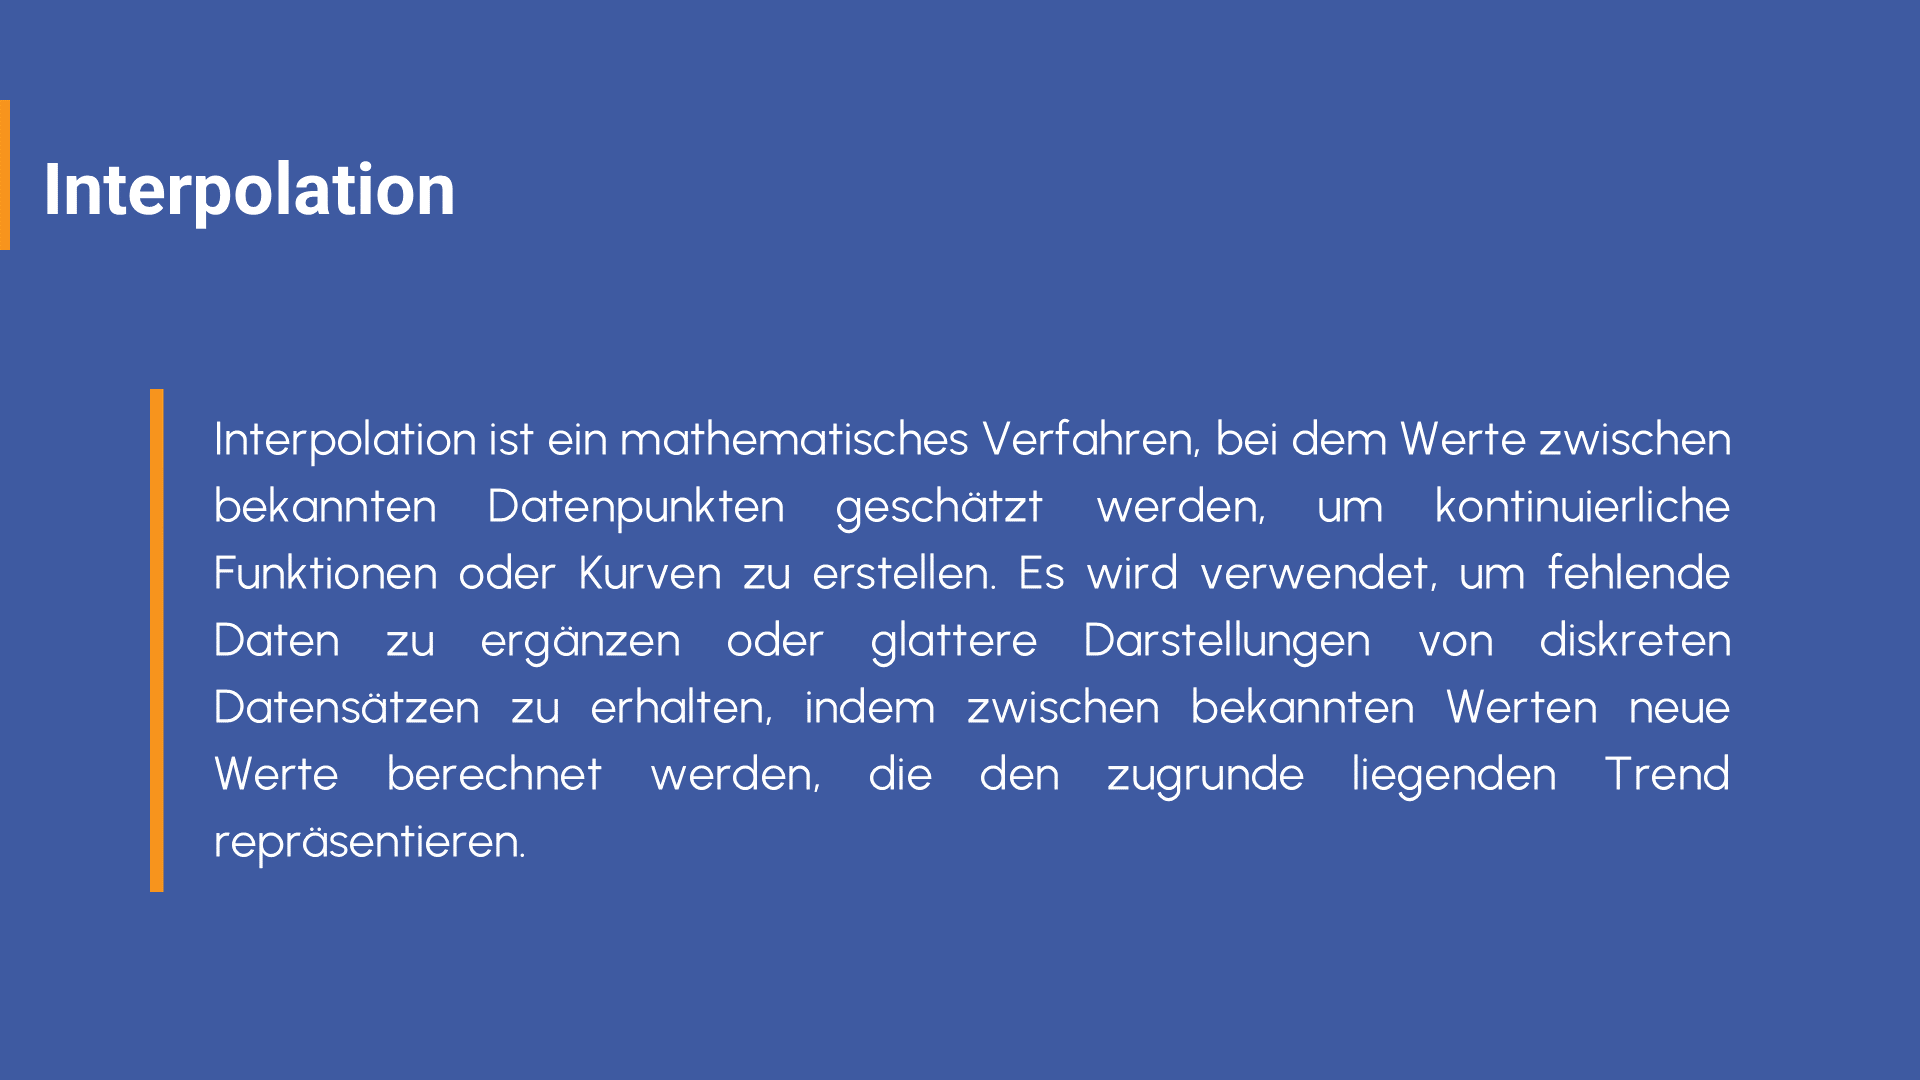 Interpolation
Interpolation ist ein mathematisches Verfahren, bei dem Werte zwischen
bekannten Datenpunkten geschätzt werden, um kontinuierliche
Funktionen oder Kurven zu erstellen. Es wird verwendet, um fehlende
Daten zu ergänzen oder glattere Darstellungen von diskreten
Datensätzen zu erhalten, indem zwischen bekannten Werten neue
Werte berechnet werden, die den zugrunde liegenden Trend
repräsentieren.